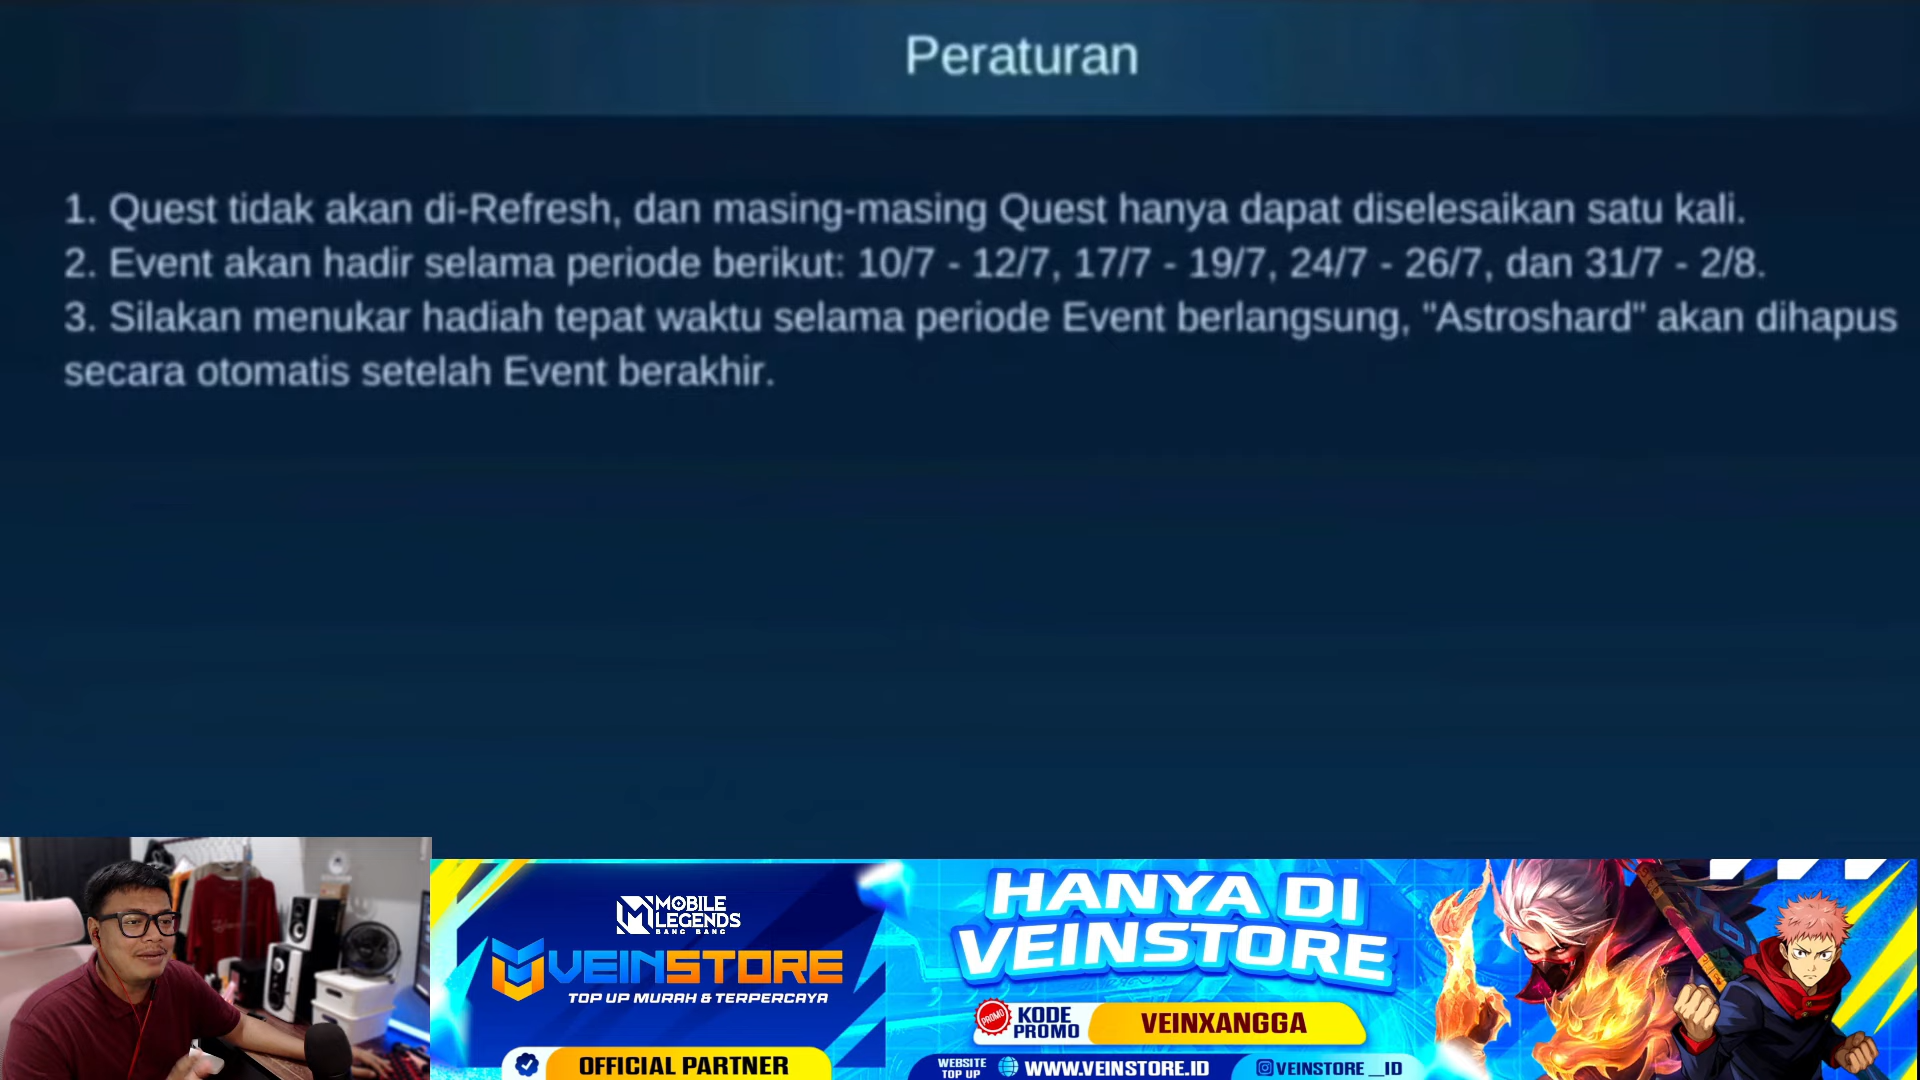 Peraturan
1. Quest tidak akan di-Refresh, dan masing-masing Quest hanya dapat diselesaikan satu kali.
2. Event akan hadir selama periode berikut: 10/7 - 12/7, 17/7 - 19/7, 24/7 - 26/7, dan 31/7 - 2/8.
3. Silakan menukar hadiah tepat waktu selama periode Event berlangsung, "Astroshard" akan dihapus
secara otomatis setelah Event berakhir.
MOBILE
LEGENDS
BANG BANG
VEINSTORE
TOP UP MURAH & TERPERCAYA
OFFICIAL PARTNER
HANYA DI
VEINSTORE
PROMO
KODE
PROMO
VEINXANGGA
WEBSITE
TOP UP
WWW.VEINSTORE.ID
VEINSTORE__ID